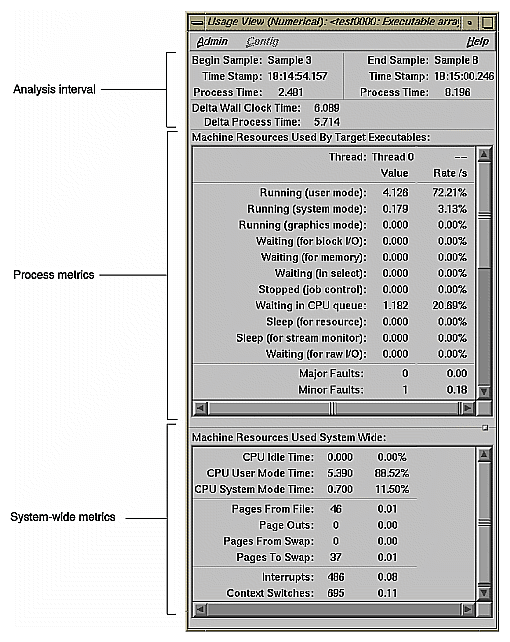 Usage View (Numerical): <test0000: Executable array
Admin Config Help
Begin Sample: Sample 3 End Sample: Sample 8
Time Stamp: 18:14:54.157 Time Stamp: 18:15:00.246
Process Time: 2.481 Process Time: 8.196
Analysis interval
Delta Wall Clock Time: 6.089
Delta Process Time: 5.714
Machine Resources Used By Target Executables:
Thread: Thread 0 --
Value Rate /s
Running (user mode): 4.126 72.21%
Running (system mode): 0.179 3.13%
Running (graphics mode): 0.000 0.00%
Waiting (for block I/O): 0.000 0.00%
Waiting (for memory): 0.000 0.00%
Process metrics
Waiting (in select): 0.000 0.00%
Stopped (job control): 0.000 0.00%
Waiting in CPU queue: 1.182 20.69%
Sleep (for resource): 0.000 0.00%
Sleep (for stream monitor): 0.000 0.00%
Waiting (for raw I/O): 0.000 0.00%
Major Faults: 0 0.00
Minor Faults: 1 0.18
Machine Resources Used System Wide:
CPU Idle Time: 0.000 0.00%
CPU User Mode Time: 5.390 88.52%
CPU System Mode Time: 0.700 11.50%
Pages From File: 46 0.01
System-wide metrics
Page Outs: 0 0.00
Pages From Swap: 0 0.00
Pages To Swap: 37 0.01
Interrupts: 486 0.08
Context Switches: 695 0.11